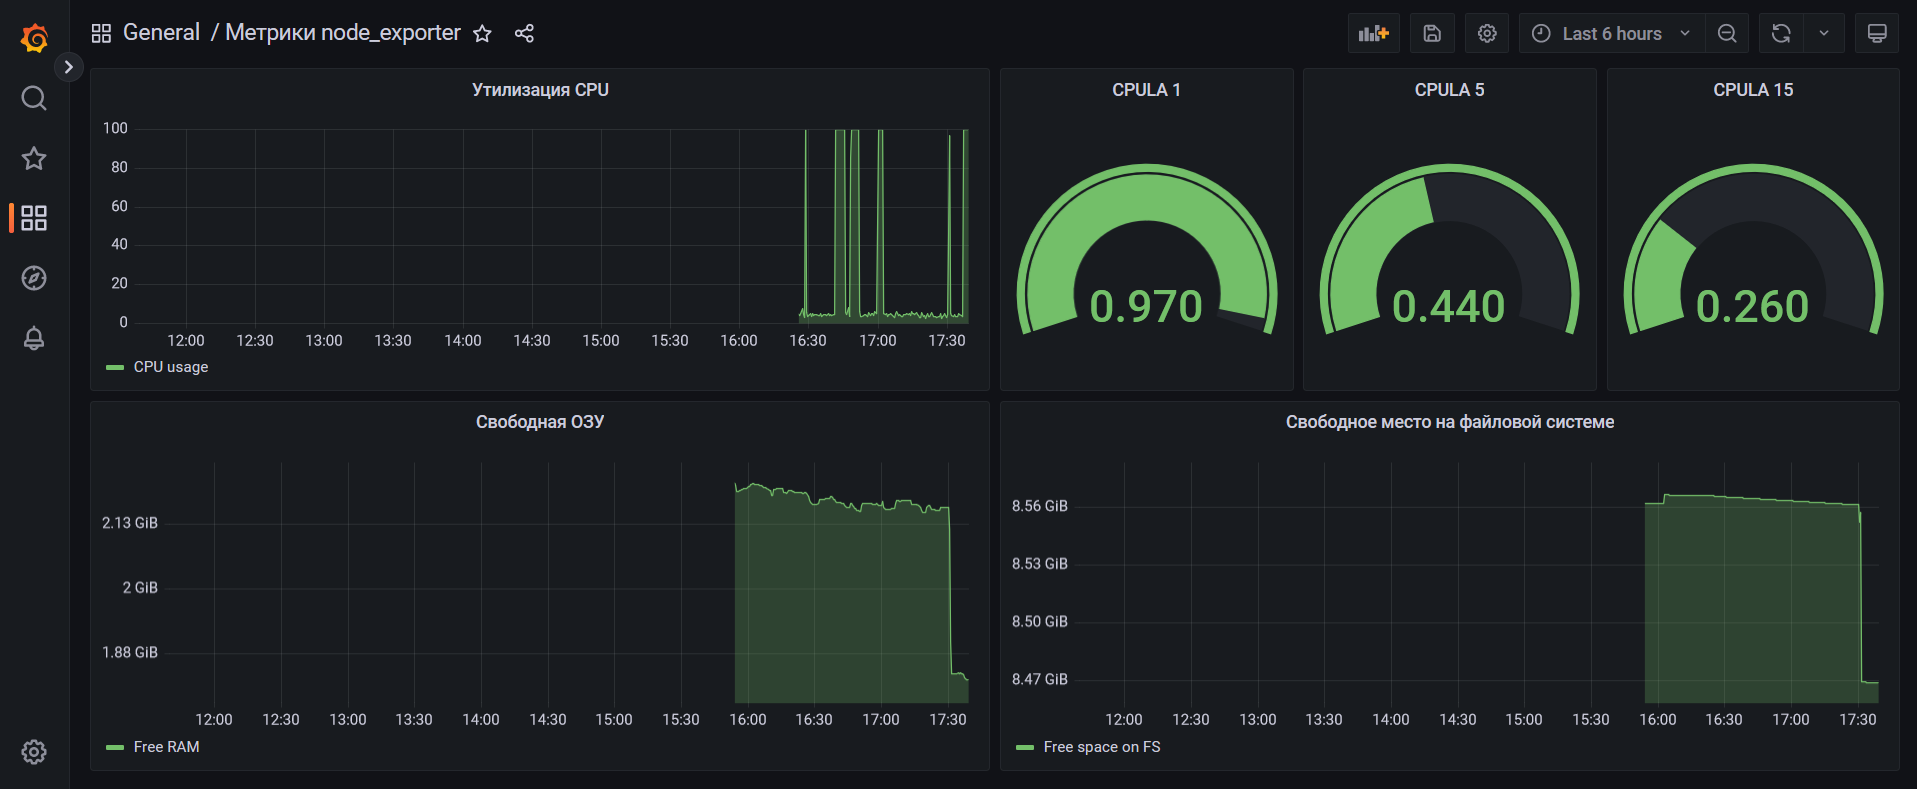 General / Метрики node_exporter
Last 6 hours
Утилизация CPU
100
80
60
40
20
0
12:00 12:30 13:00 13:30 14:00 14:30 15:00 15:30 16:00 16:30 17:00 17:30
CPU usage
CPULA 1
0.970
CPULA 5
0.440
CPULA 15
0.260
Свободная ОЗУ
2.13 GiB
2 GiB
1.88 GiB
12:00 12:30 13:00 13:30 14:00 14:30 15:00 15:30 16:00 16:30 17:00 17:30
Free RAM
Свободное место на файловой системе
8.56 GiB
8.53 GiB
8.50 GiB
8.47 GiB
12:00 12:30 13:00 13:30 14:00 14:30 15:00 15:30 16:00 16:30 17:00 17:30
Free space on FS